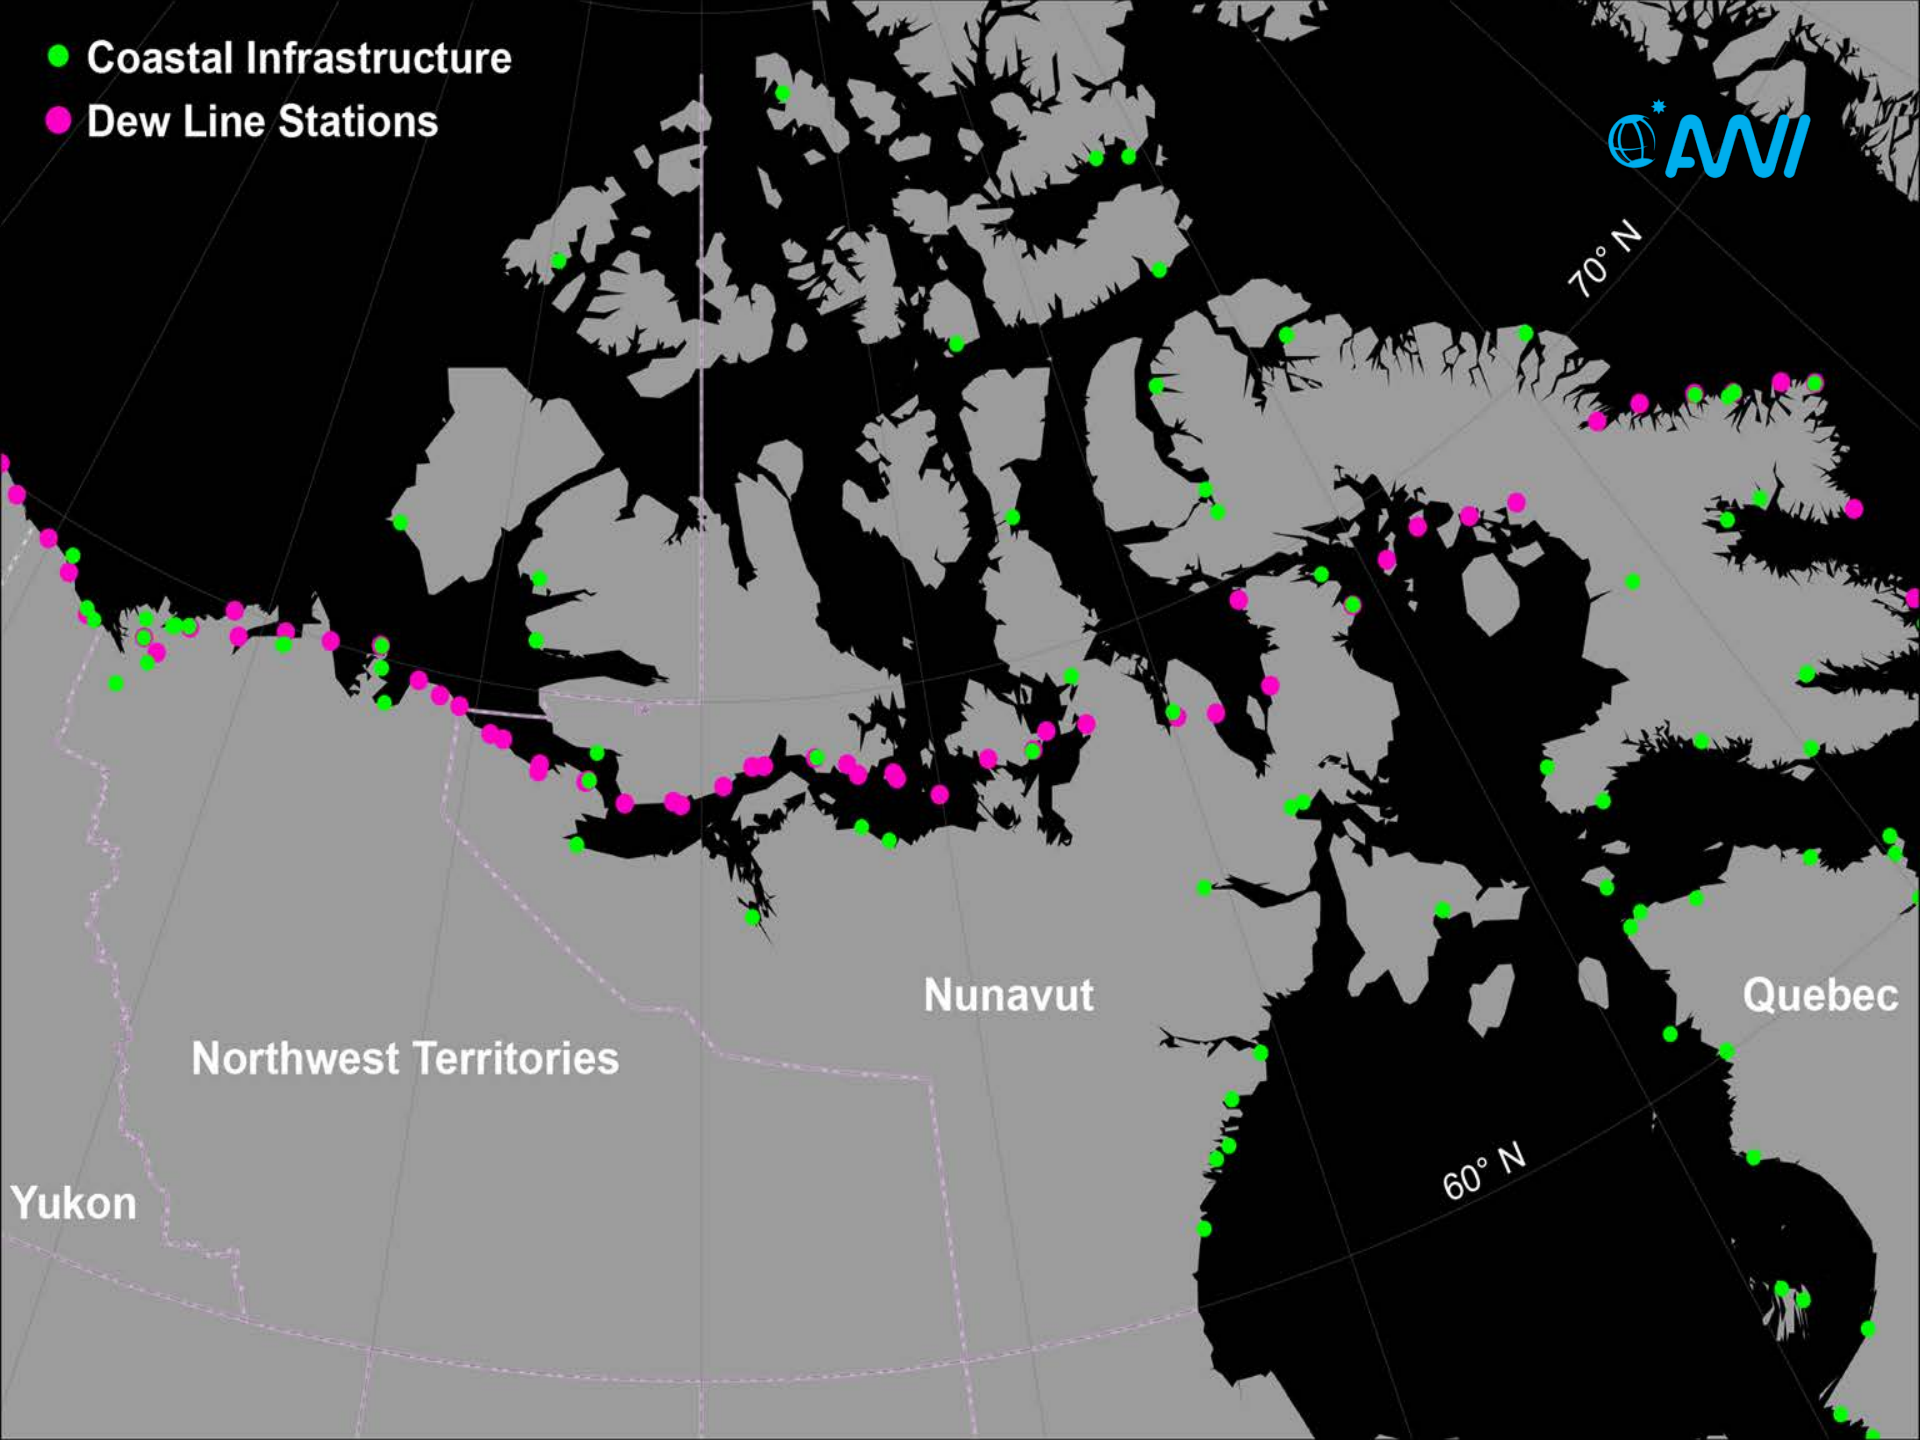 Coastal Infrastructure
Dew Line Stations
AWI
70° N
Nunavut
Quebec
Northwest Territories
60° N
Yukon